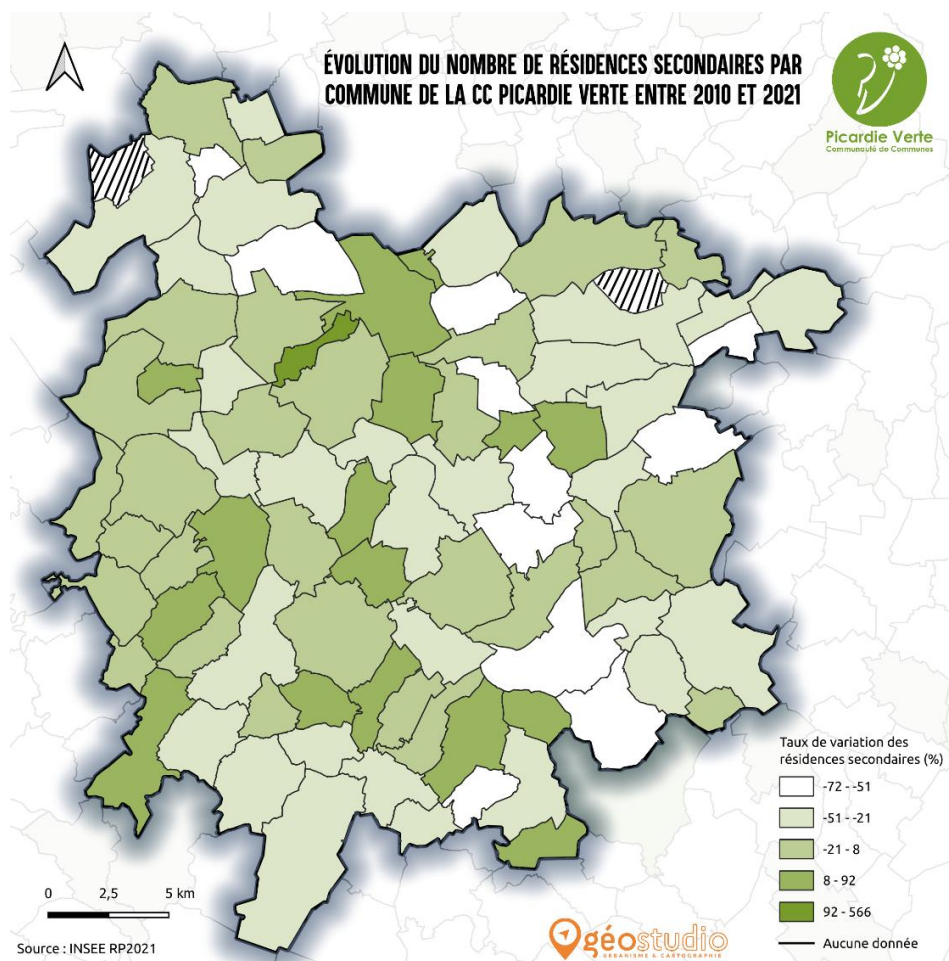 ÉVOLUTION DU NOMBRE DE RÉSIDENCES SECONDAIRES PAR
COMMUNE DE LA CC PICARDIE VERTE ENTRE 2010 ET 2021
Picardie Verte
Communauté de Communes
Taux de variation des
résidences secondaires (%)
-72 - -51
-51 - -21
-21 - 8
8 - 92
92 - 566
Aucune donnée
0 2,5 5 km
Source : INSEE RP2021
géostudio
URBANISME & CARTOGRAPHIE